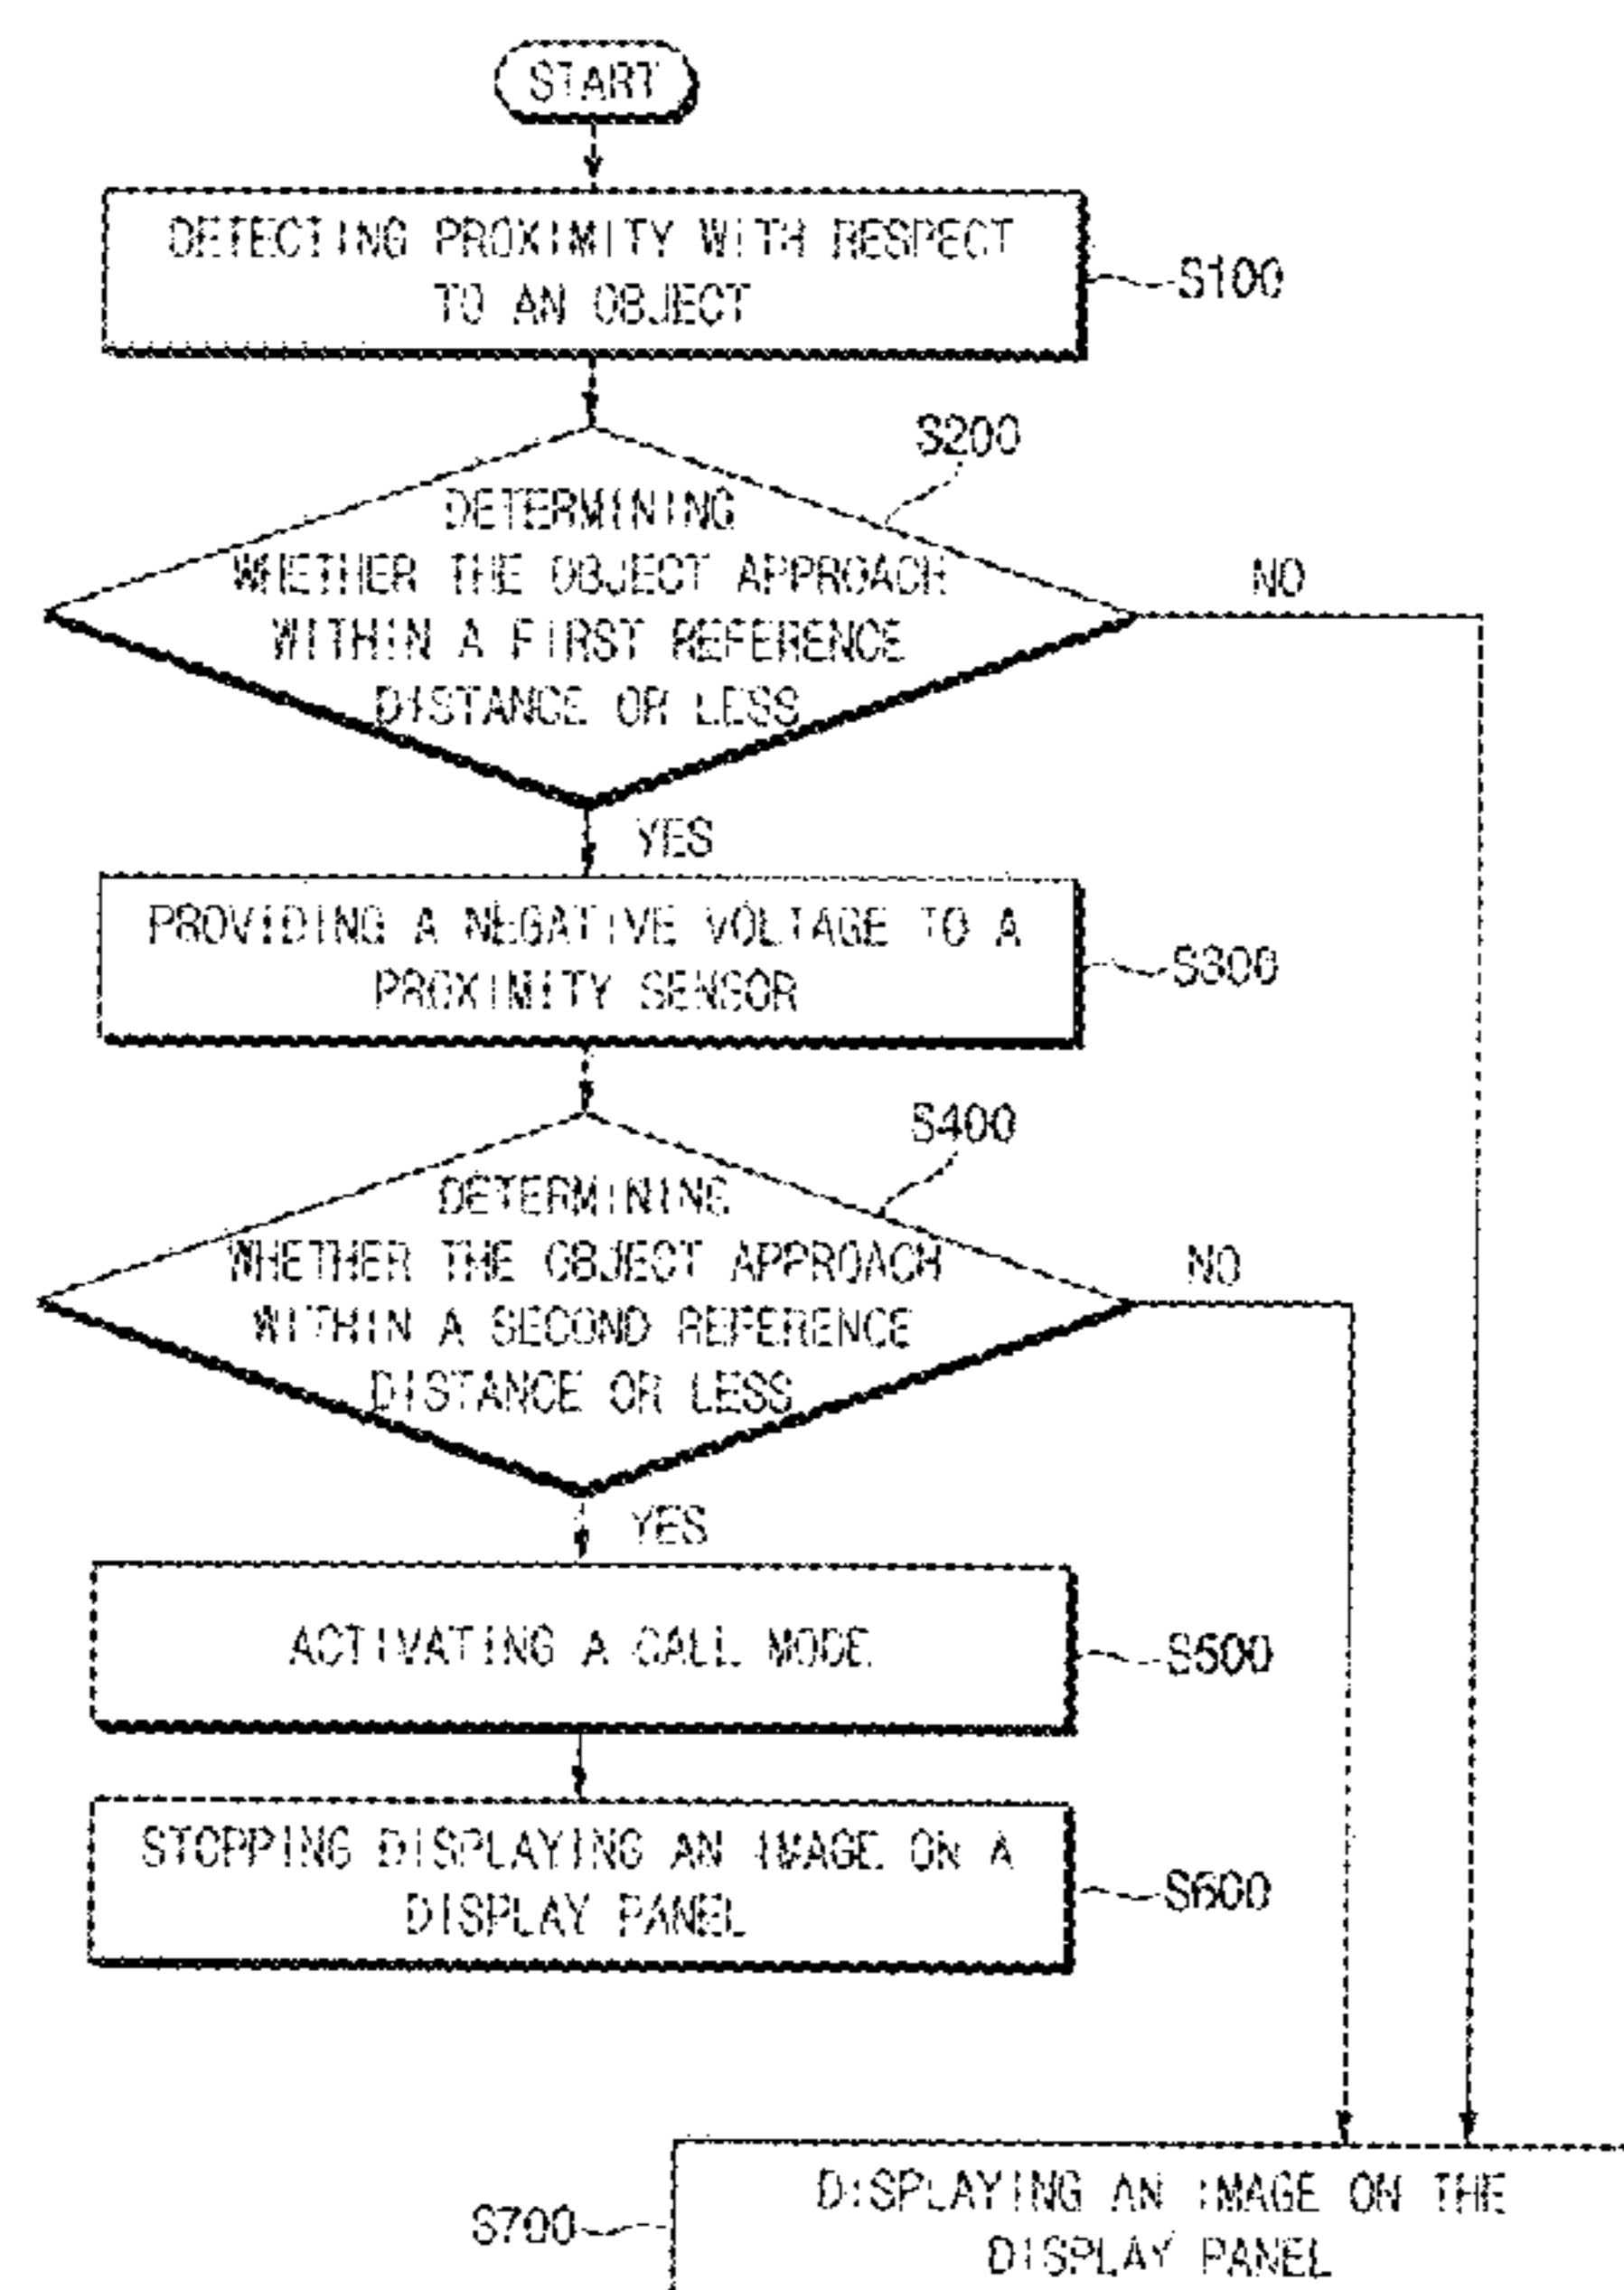 START
DETECTING PROXIMITY WITH RESPECT
TO AN OBJECT
S100
S200
DETERMINING
WHETHER THE OBJECT APPROACH
WITHIN A FIRST REFERENCE
DISTANCE OR LESS
NO
YES
PROVIDING A NEGATIVE VOLTAGE TO A
PROXIMITY SENSOR
S300
S400
DETERMINING
WHETHER THE OBJECT APPROACH
WITHIN A SECOND REFERENCE
DISTANCE OR LESS
NO
YES
ACTIVATING A CALL MODE
S500
STOPPING DISPLAYING AN IMAGE ON A
DISPLAY PANEL
S600
S700
DISPLAYING AN IMAGE ON THE
DISPLAY PANEL